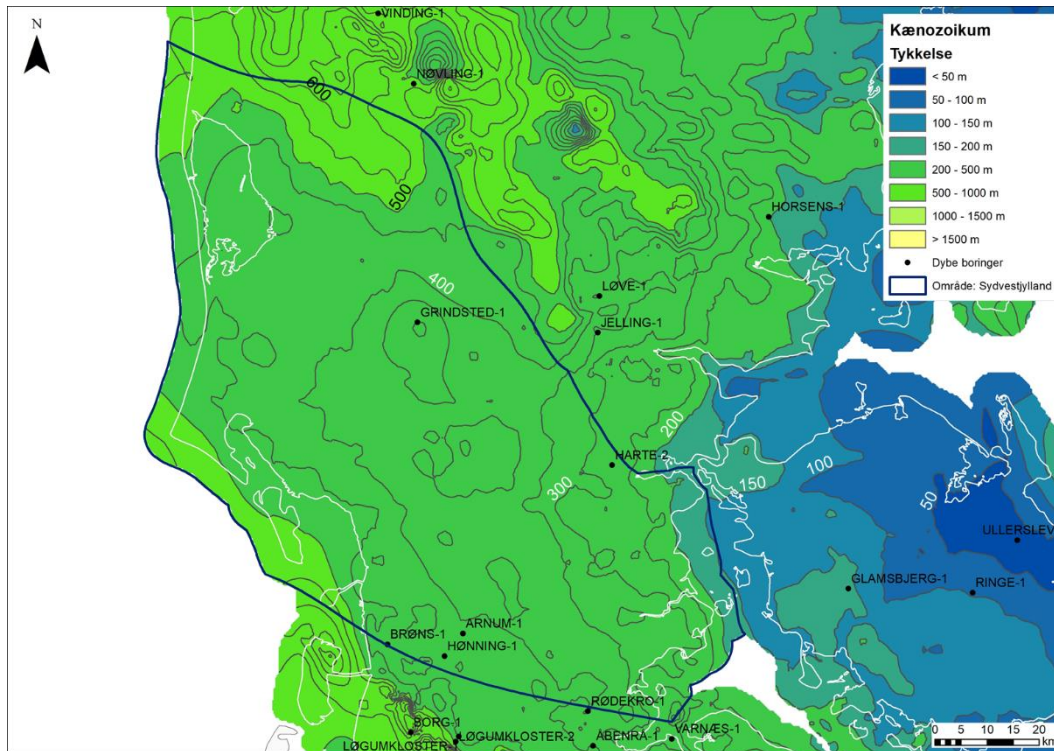 N
VINDING-1
NØVLING-1
600
500
HORSENS-1
400
GRINDSTED-1
LØVE-1
JELLING-1
200
HARTE-2
300
150
100
50
ULLERSLEV
GLAMSBJERG-1
RINGE-1
ARNUM-1
BRØNS-1
HØNNING-1
RØDEKRO-1
BORG-1
VARNÆS-1
LØGUMKLOSTER-2
ÅBENRÅ-1
LØGUMKLOSTER
Kænozoikum
Tykkelse
< 50 m
50 - 100 m
100 - 150 m
150 - 200 m
200 - 500 m
500 - 1000 m
1000 - 1500 m
> 1500 m
Dybe boringer
Område: Sydvestjylland
0 5 10 20
km